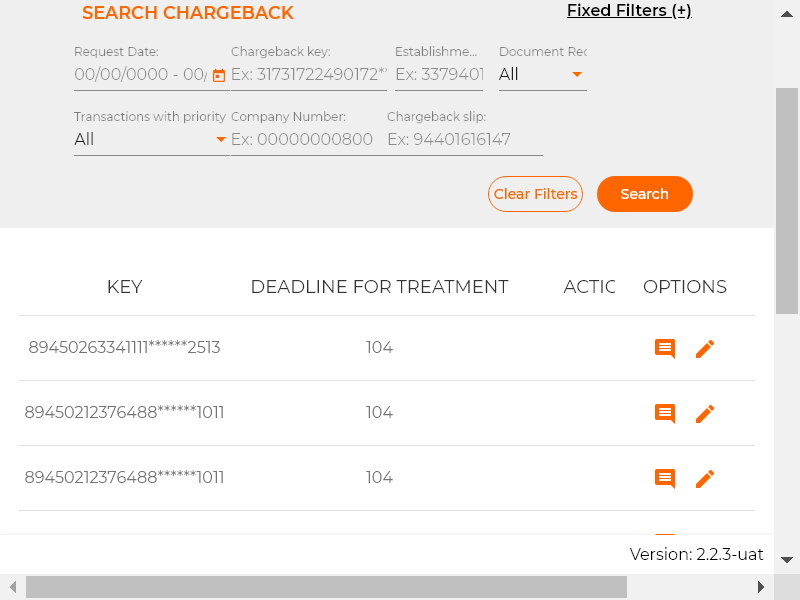 SEARCH CHARGEBACK
Fixed Filters (+)
Request Date: Chargeback key: Establishme... Document Rec
00/00/0000 - 00/ Ex: 31731722490172** Ex: 3379401 All
Transactions with priority Company Number: Chargeback slip:
All Ex: 00000000800 Ex: 94401616147
Clear Filters Search
KEY DEADLINE FOR TREATMENT ACTIC OPTIONS
89450263341111******2513 104
89450212376488******1011 104
89450212376488******1011 104
Version: 2.2.3-uat